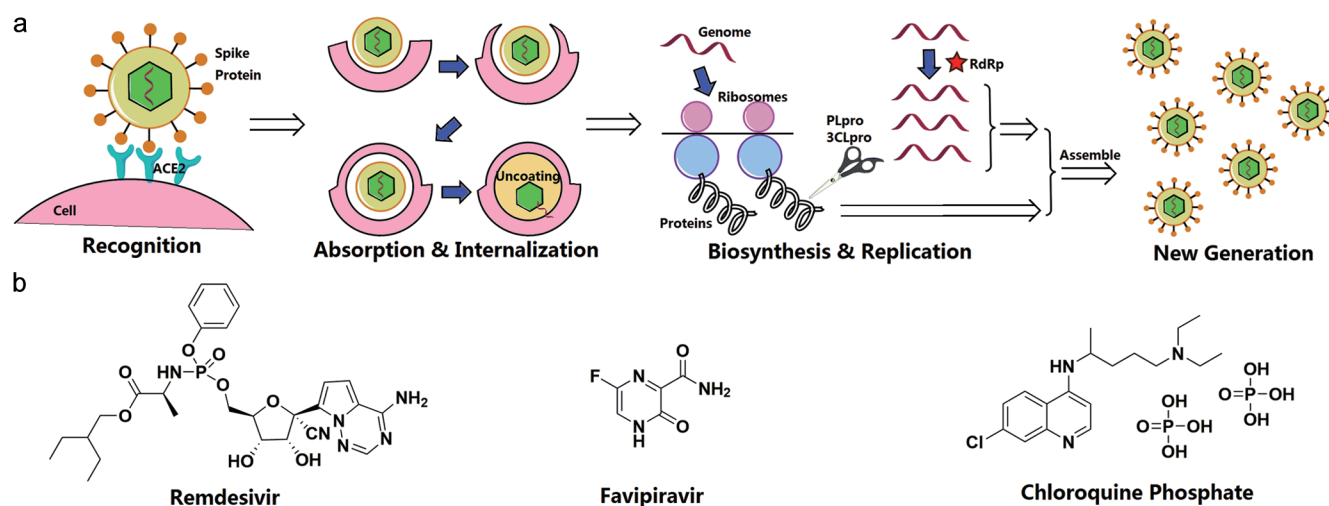 a
Spike
Protein
ACE2
Cell
Recognition
Uncoating
Absorption & Internalization
Genome
Ribosomes
RdRp
PLpro
3CLpro
Proteins
Biosynthesis & Replication
Assemble
New Generation
b
O
O
HN
P
O
O
O
O
O
CN
HO
OH
N
N
N
NH2
Remdesivir
F
N
O
NH2
N
H
O
Favipiravir
HN
N
Cl
N
OH
O=P
OH
OH
OH
O=P
OH
OH
Chloroquine Phosphate